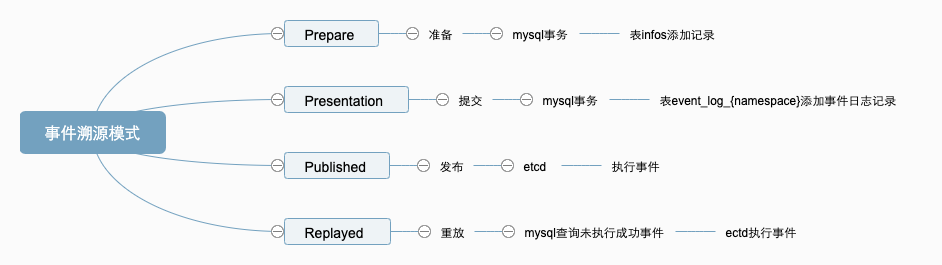 Prepare 准备 mysql事务 表infos添加记录
Presentation 提交 mysql事务 表event_log_{namespace}添加事件日志记录
事件溯源模式
Published 发布 etcd 执行事件
Replayed 重放 mysql查询未执行成功事件 ectd执行事件